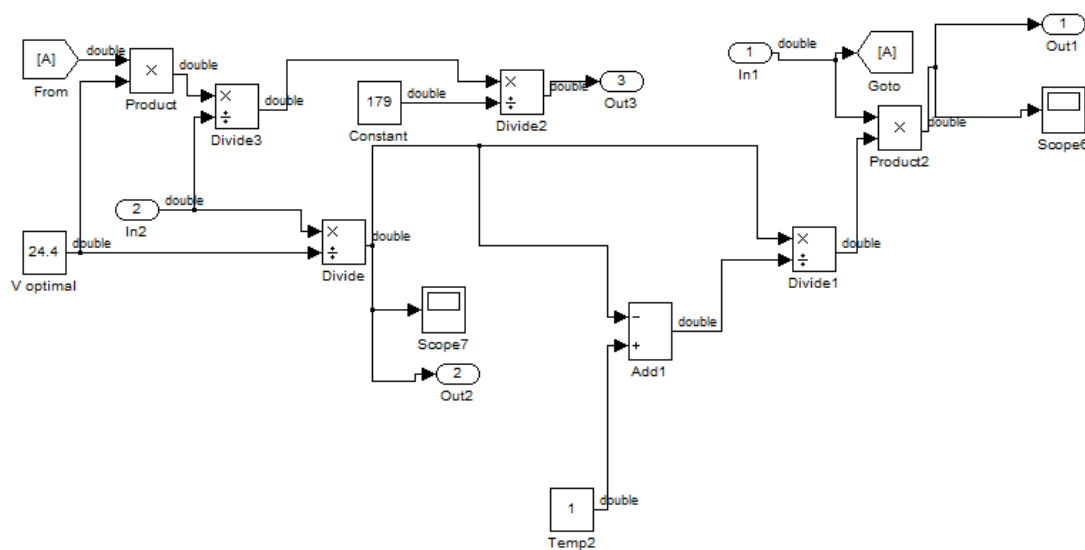 1
Out1
[A]
double
From
double
×
Product
double
×
÷
double
Divide3
179
double
Constant
×
÷
double
Divide2
3
Out3
1
double
In1
[A]
Goto
×
double
Product2
Scope6
2
double
In2
24.4
double
V optimal
×
÷
double
Divide
×
÷
double
Divide1
Scope7
2
Out2
−
+
double
Add1
1
double
Temp2